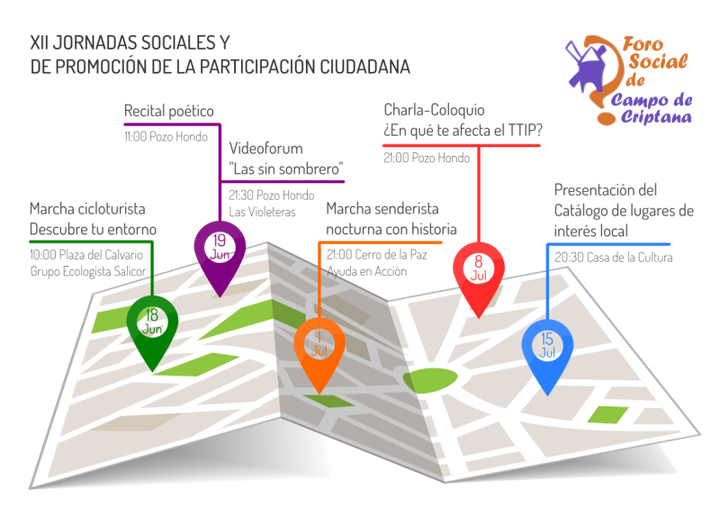 XII JORNADAS SOCIALES Y
DE PROMOCIÓN DE LA PARTICIPACIÓN CIUDADANA
Foro
Social
de
Campo de
Criptana
Recital poético
11:00 Pozo Hondo
Videoforum
"Las sin sombrero"
21:30 Pozo Hondo
Las Violeteras
19
Jun
Charla-Coloquio
¿En qué te afecta el TTIP?
21:00 Pozo Hondo
8
Jul
Marcha cicloturista
Descubre tu entorno
10:00 Plaza del Calvario
Grupo Ecologista Salicor
18
Jun
Marcha senderista
nocturna con historia
21:00 Cerro de la Paz
Ayuda en Acción
1
Jul
Presentación del
Catálogo de lugares de
interés local
20:30 Casa de la Cultura
15
Jul